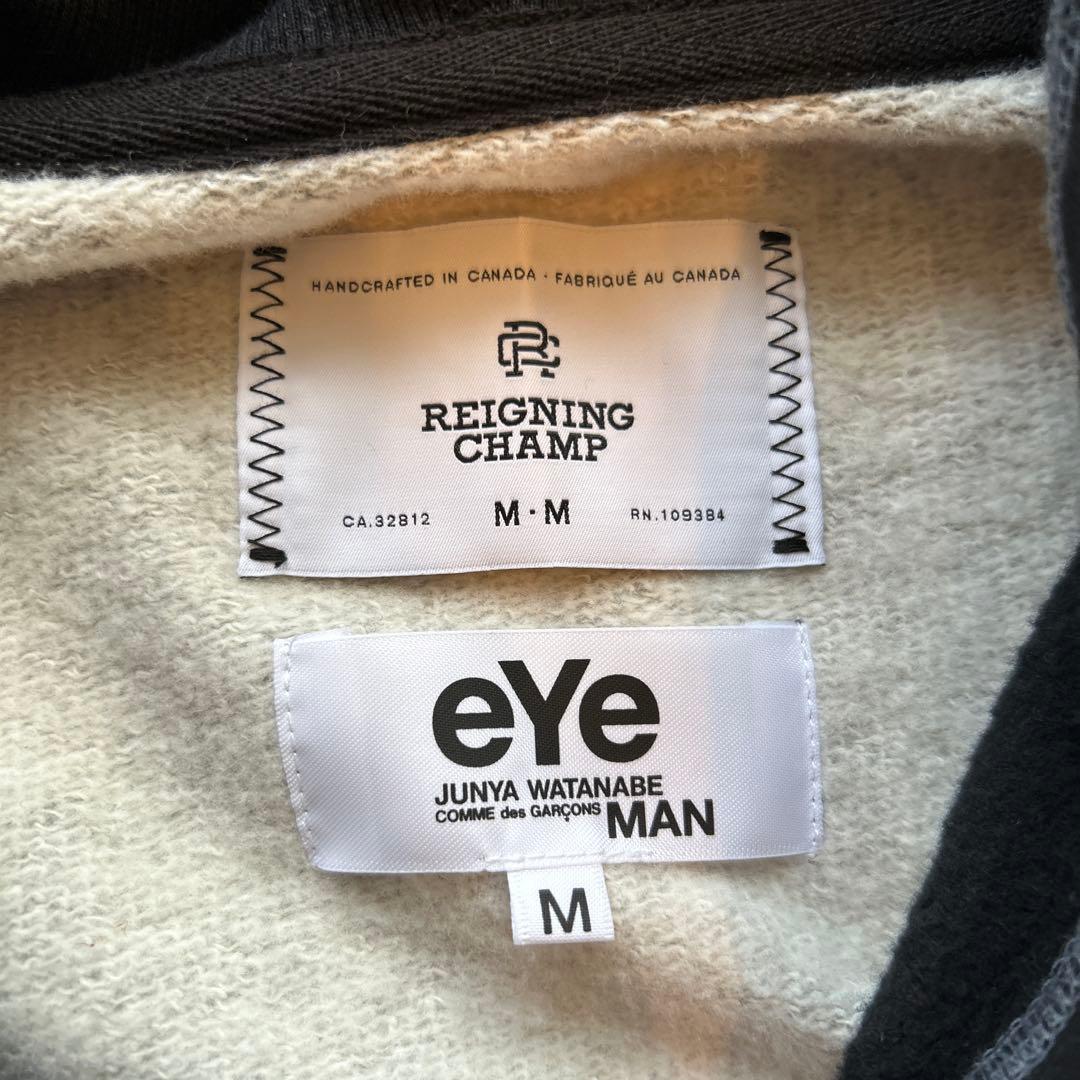 HANDCRAFTED IN CANADA · FABRIQUÉ AU CANADA
RC
REIGNING
CHAMP
CA.32812 M·M RN.109384
eYe
JUNYA WATANABE
COMME des GARÇONS MAN
M